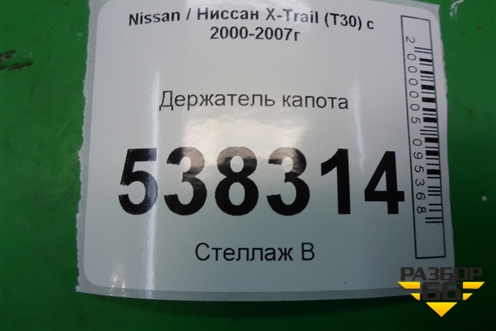 Nissan / Ниссан X-Trail (T30) с
2000-2007г
Держатель капота
538314
Стеллаж В
2000005095368
РАЗБОР
66